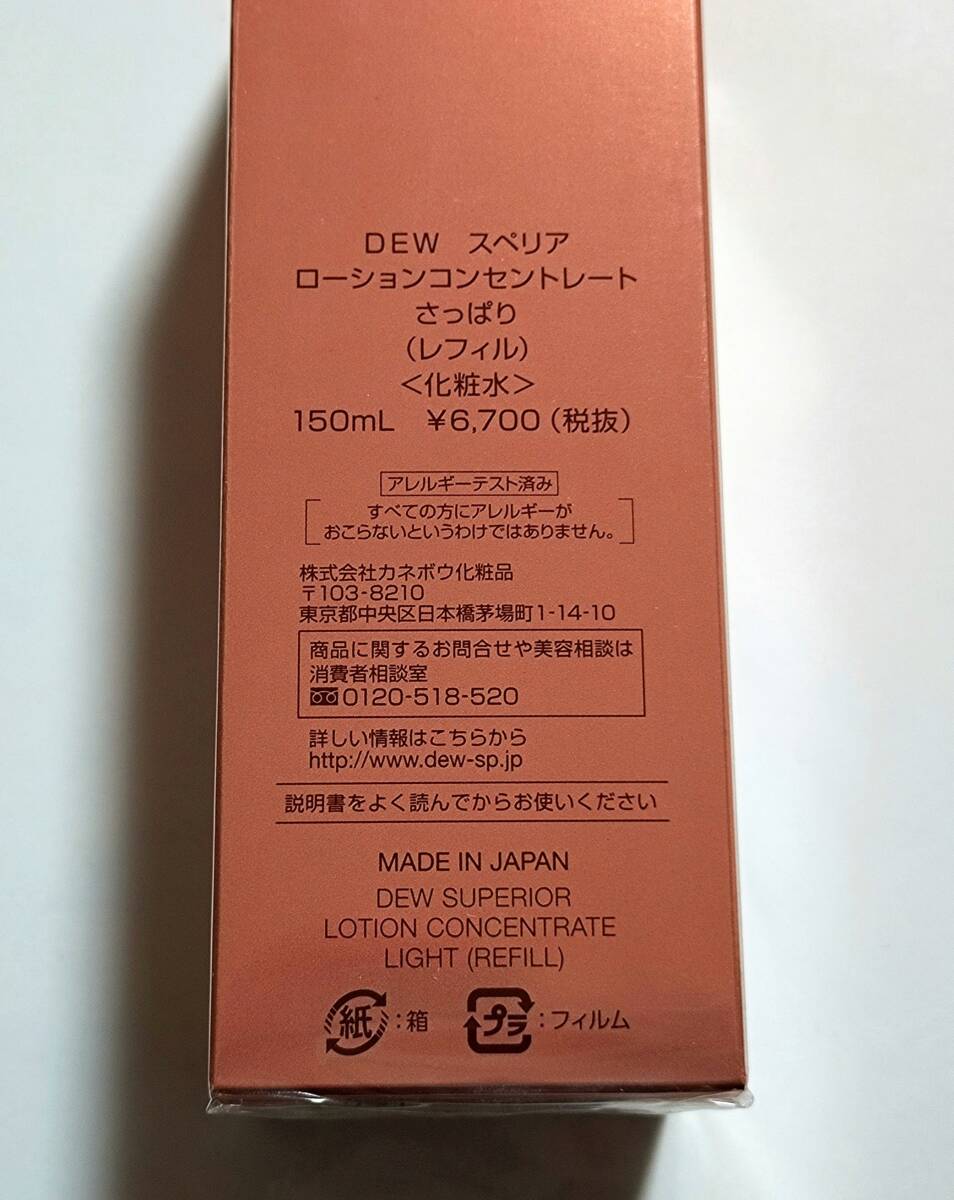 DEW スペリア
ローションコンセントレート
さっぱり
（レフィル）
＜化粧水＞
150mL ￥6,700（税抜）
アレルギーテスト済み
すべての方にアレルギーが
おこらないというわけではありません。
株式会社カネボウ化粧品
〒103-8210
東京都中央区日本橋茅場町1-14-10
商品に関するお問合せや美容相談は
消費者相談室
0120-518-520
詳しい情報はこちらから
http://www.dew-sp.jp
説明書をよく読んでからお使いください
MADE IN JAPAN
DEW SUPERIOR
LOTION CONCENTRATE
LIGHT (REFILL)
紙：箱 プラ：フィルム